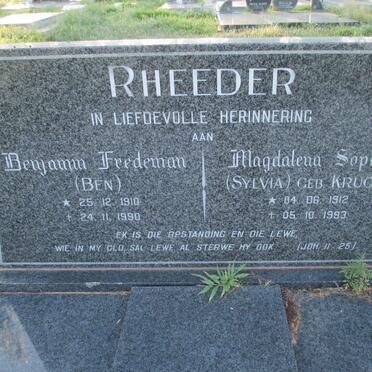 RHEEDER
IN LIEFDEVOLLE HERINNERING
AAN
Benjamin Fredeman Magdalena Sop
(BEN) (SYLVIA) GEB KRUG
★ 25. 12. 1910 ★ 04. 06. 1912
+ 24. 11. 1990 + 05. 10. 1993
EK IS DIE OPSTANDING EN DIE LEWE,
WIE IN MY GLO, SAL LEWE AL STERWE HY OOK (JOH 11:25)